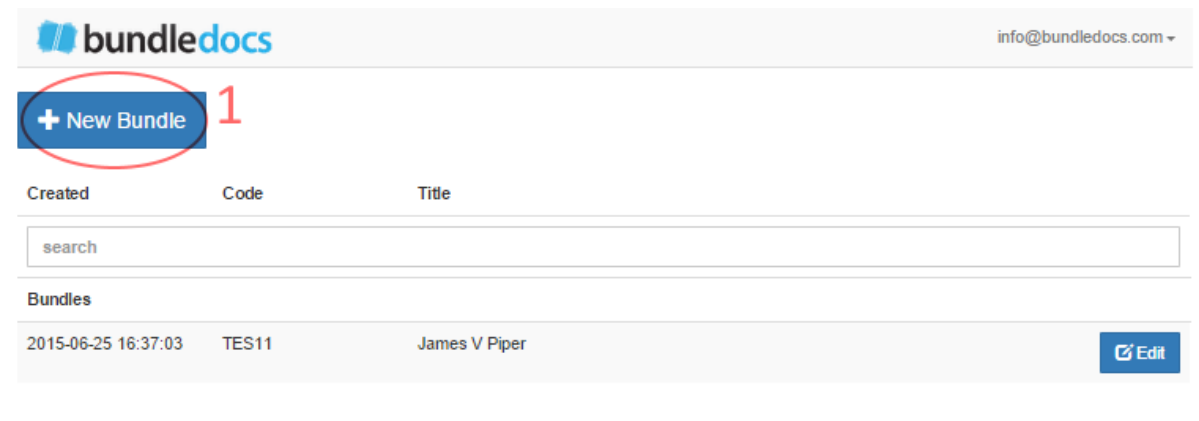 bundledocs
info@bundledocs.com
New Bundle 1
Created Code Title
search
Bundles
2015-06-25 16:37:03 TES11 James V Piper Edit